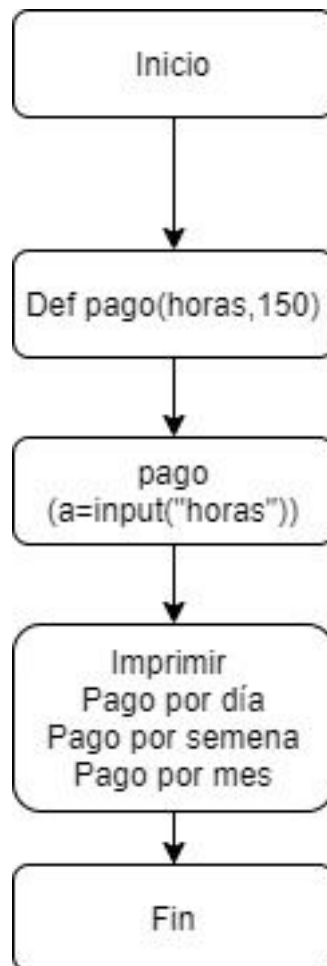 Inicio
Def pago(horas,150)
pago
(a=input("horas"))
Imprimir
Pago por día
Pago por semena
Pago por mes
Fin